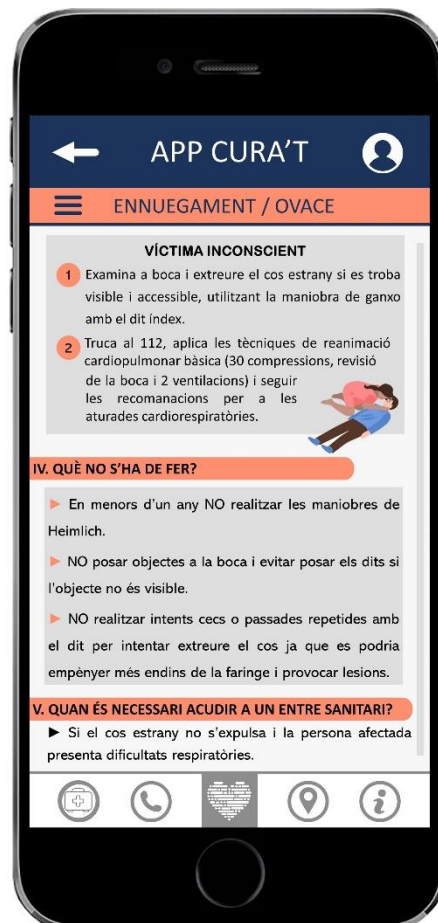 APP CURA'T
ENNUEGAMENT / OVACE
VÍCTIMA INCONSCIENT
1 Examina a boca i extreure el cos estrany si es troba
visible i accessible, utilitzant la maniobra de ganxo
amb el dit índex.
2 Truca al 112, aplica les tècniques de reanimació
cardiopulmonar bàsica (30 compressions, revisió
de la boca i 2 ventilacions) i seguir
les recomanacions per a les
aturades cardiorespiratòries.
IV. QUÈ NO S'HA DE FER?
► En menors d'un any NO realitzar les maniobres de
Heimlich.
► NO posar objectes a la boca i evitar posar els dits si
l'objecte no és visible.
► NO realitzar intents cecs o passades repetides amb
el dit per intentar extreure el cos ja que es podria
empènyer més endins de la faringe i provocar lesions.
V. QUAN ÉS NECESSARI ACUDIR A UN ENTRE SANITARI?
► Si el cos estrany no s'expulsa i la persona afectada
presenta dificultats respiratòries.